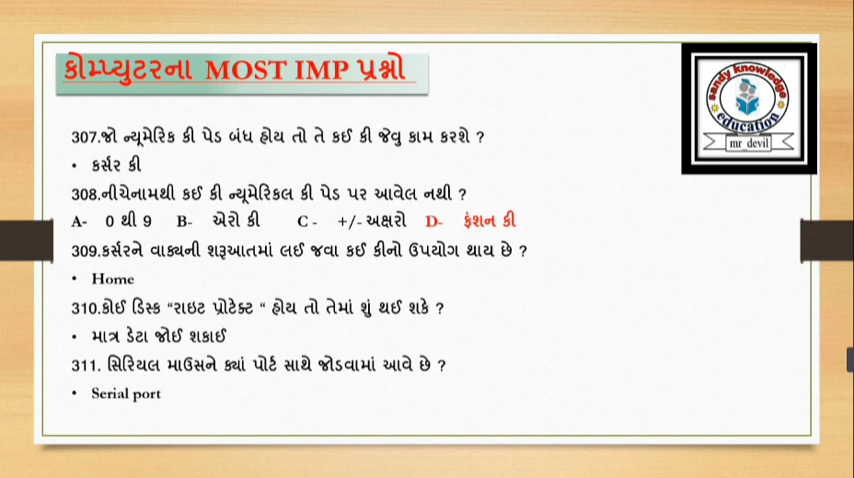 કોમ્પ્યુટરના MOST IMP પ્રશ્નો
sandy knowledge
education
mr_devil
307.જો ન્યૂમેરિક કી પેડ બંધ હોય તો તે કઈ કી જેવુ કામ કરશે ?
• કર્સર કી
308.નીચેનામથી કઈ કી ન્યૂમેરિકલ કી પેડ પર આવેલ નથી ?
A- 0 થી 9 B- એરો કી C - +/- અક્ષરો D- ફંશન કી
309.કર્સરને વાક્યની શરૂઆતમાં લઈ જવા કઈ કીનો ઉપયોગ થાય છે ?
• Home
310.કોઈ ડિસ્ક “રાઇટ પ્રોટેક્ટ “ હોય તો તેમાં શું થઈ શકે ?
• માત્ર ડેટા જોઈ શકાઈ
311. સિરિયલ માઉસને ક્યાં પોર્ટ સાથે જોડવામાં આવે છે ?
• Serial port